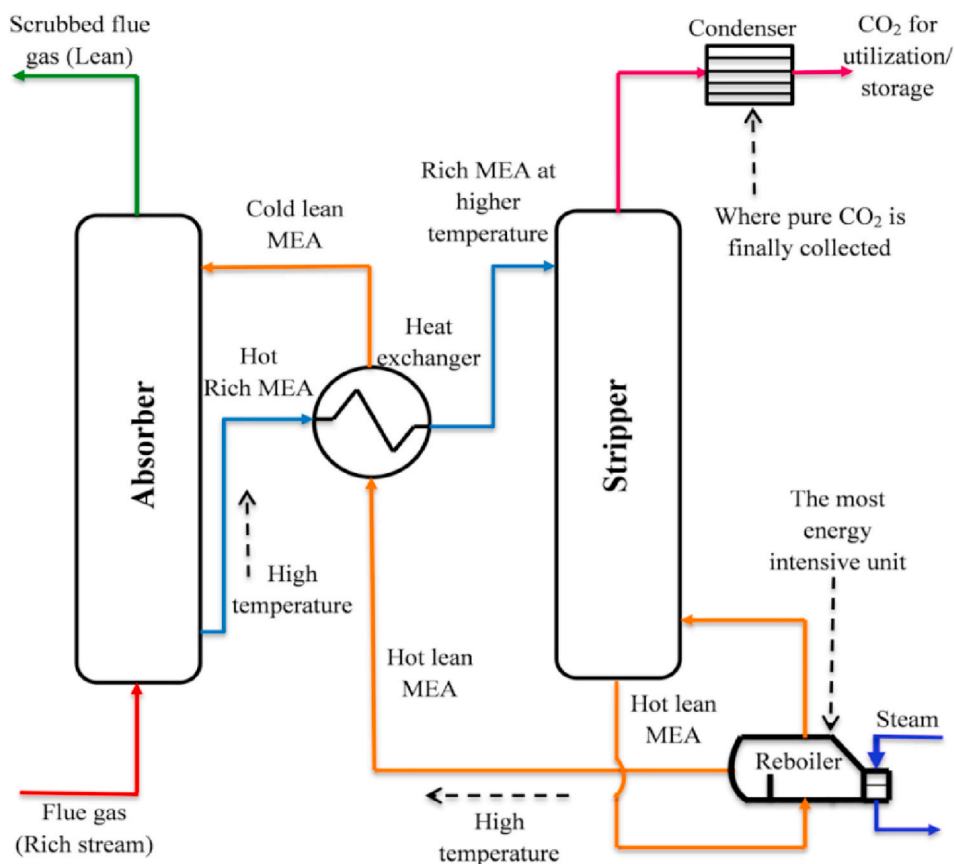 Scrubbed flue
gas (Lean)
Condenser
CO₂ for
utilization/
storage
Cold lean
MEA
Rich MEA at
higher
temperature
Where pure CO₂ is
finally collected
Hot
Rich MEA
Heat
exchanger
Absorber
Stripper
The most
energy
intensive unit
High
temperature
Hot lean
MEA
Hot lean
MEA
Steam
Reboiler
Flue gas
(Rich stream)
High
temperature